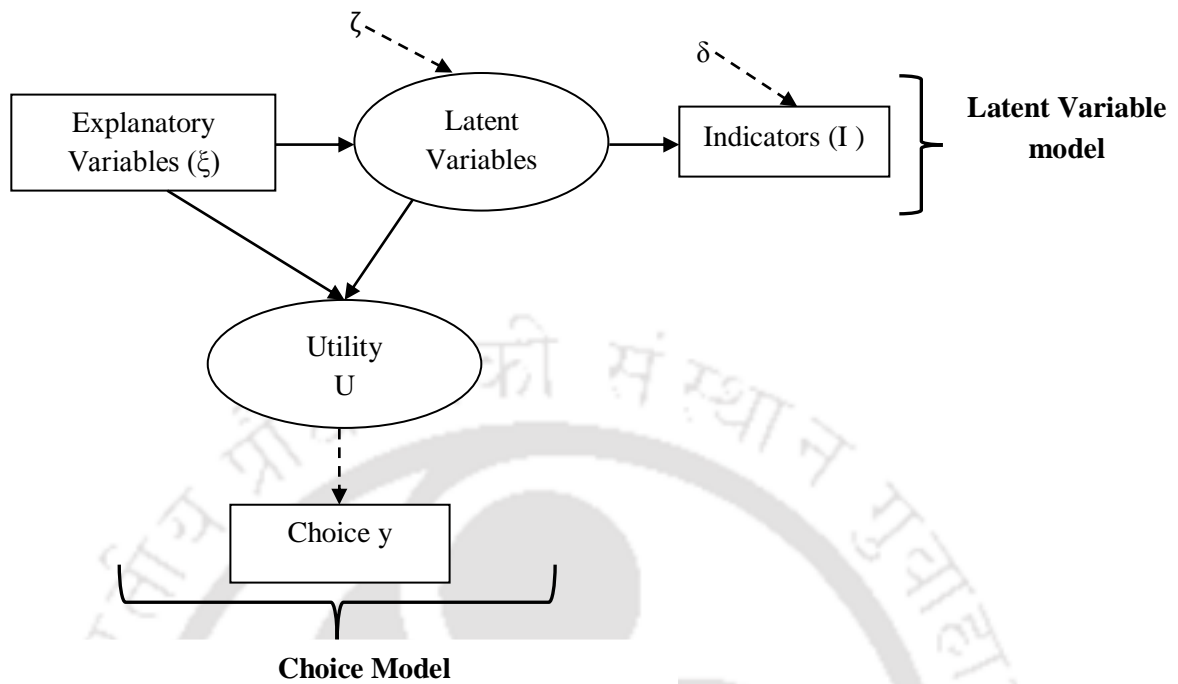 ζ
δ
Explanatory
Variables (ξ)
Latent
Variables
Indicators (I )
Latent Variable
model
Utility
U
Choice y
Choice Model